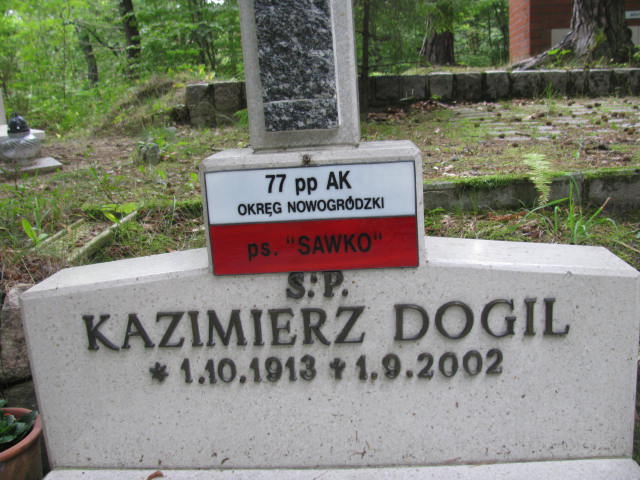 77 pp AK
OKRĘG NOWOGRÓDZKI
ps. "SAWKO"
Ś.P.
KAZIMIERZ DOGIL
* 1.10.1913 ✝ 1.9.2002